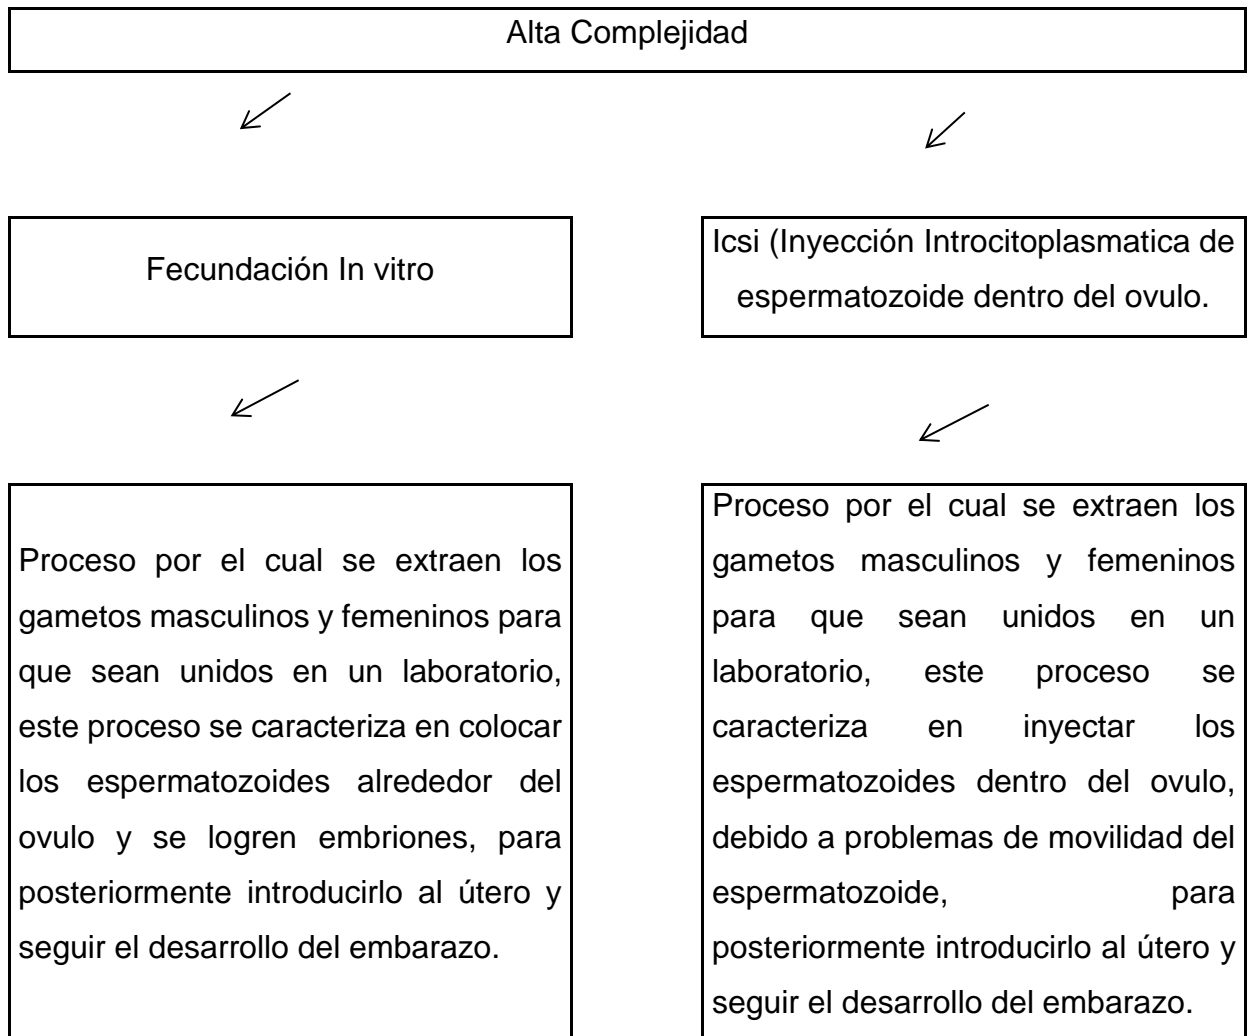 Alta Complejidad
Fecundación In vitro
Icsi (Inyección Introcitoplasmatica de
espermatozoide dentro del ovulo.
Proceso por el cual se extraen los
gametos masculinos y femeninos para
que sean unidos en un laboratorio,
este proceso se caracteriza en colocar
los espermatozoides alrededor del
ovulo y se logren embriones, para
posteriormente introducirlo al útero y
seguir el desarrollo del embarazo.
Proceso por el cual se extraen los
gametos masculinos y femeninos
para que sean unidos en un
laboratorio, este proceso se
caracteriza en inyectar los
espermatozoides dentro del ovulo,
debido a problemas de movilidad del
espermatozoide, para
posteriormente introducirlo al útero y
seguir el desarrollo del embarazo.